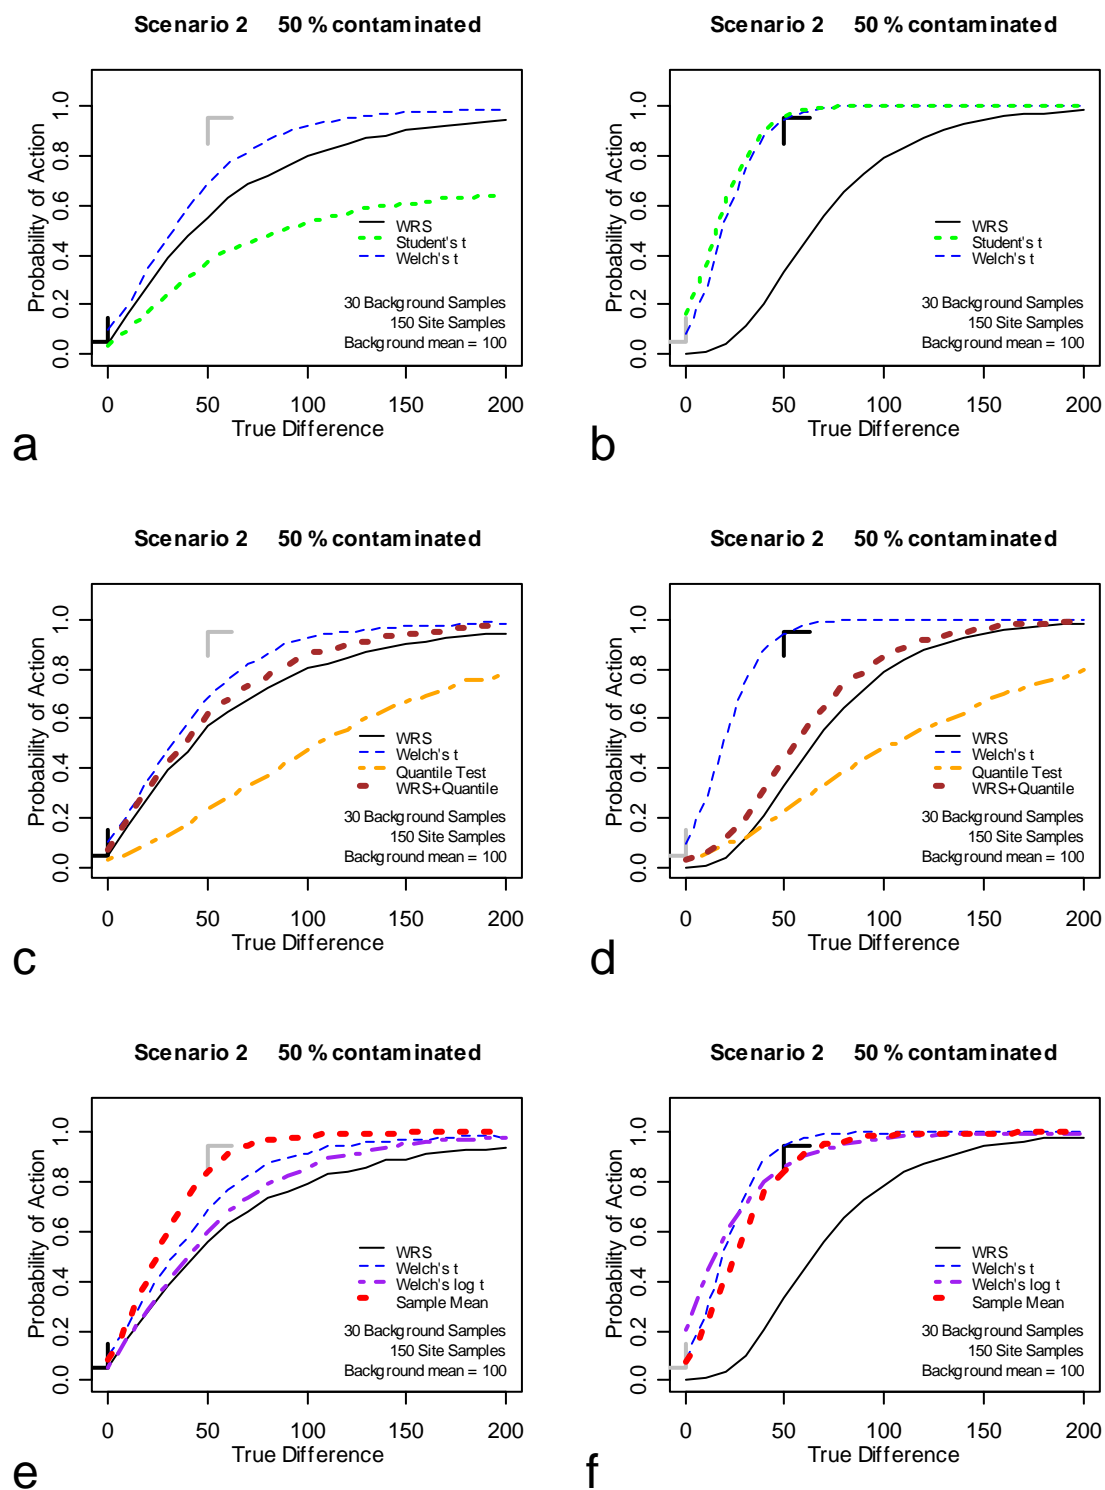 Scenario 2 50 % contaminated
Probability of Action
0.0 0.2 0.4 0.6 0.8 1.0
WRS
Student's t
Welch's t
30 Background Samples
150 Site Samples
Background mean = 100
0 50 100 150 200
True Difference
a
Scenario 2 50 % contaminated
Probability of Action
0.0 0.2 0.4 0.6 0.8 1.0
WRS
Student's t
Welch's t
30 Background Samples
150 Site Samples
Background mean = 100
0 50 100 150 200
True Difference
b
Scenario 2 50 % contaminated
Probability of Action
0.0 0.2 0.4 0.6 0.8 1.0
WRS
Welch's t
Quantile Test
WRS+Quantile
30 Background Samples
150 Site Samples
Background mean = 100
0 50 100 150 200
True Difference
c
Scenario 2 50 % contaminated
Probability of Action
0.0 0.2 0.4 0.6 0.8 1.0
WRS
Welch's t
Quantile Test
WRS+Quantile
30 Background Samples
150 Site Samples
Background mean = 100
0 50 100 150 200
True Difference
d
Scenario 2 50 % contaminated
Probability of Action
0.0 0.2 0.4 0.6 0.8 1.0
WRS
Welch's t
Welch's log t
Sample Mean
30 Background Samples
150 Site Samples
Background mean = 100
0 50 100 150 200
True Difference
e
Scenario 2 50 % contaminated
Probability of Action
0.0 0.2 0.4 0.6 0.8 1.0
WRS
Welch's t
Welch's log t
Sample Mean
30 Background Samples
150 Site Samples
Background mean = 100
0 50 100 150 200
True Difference
f